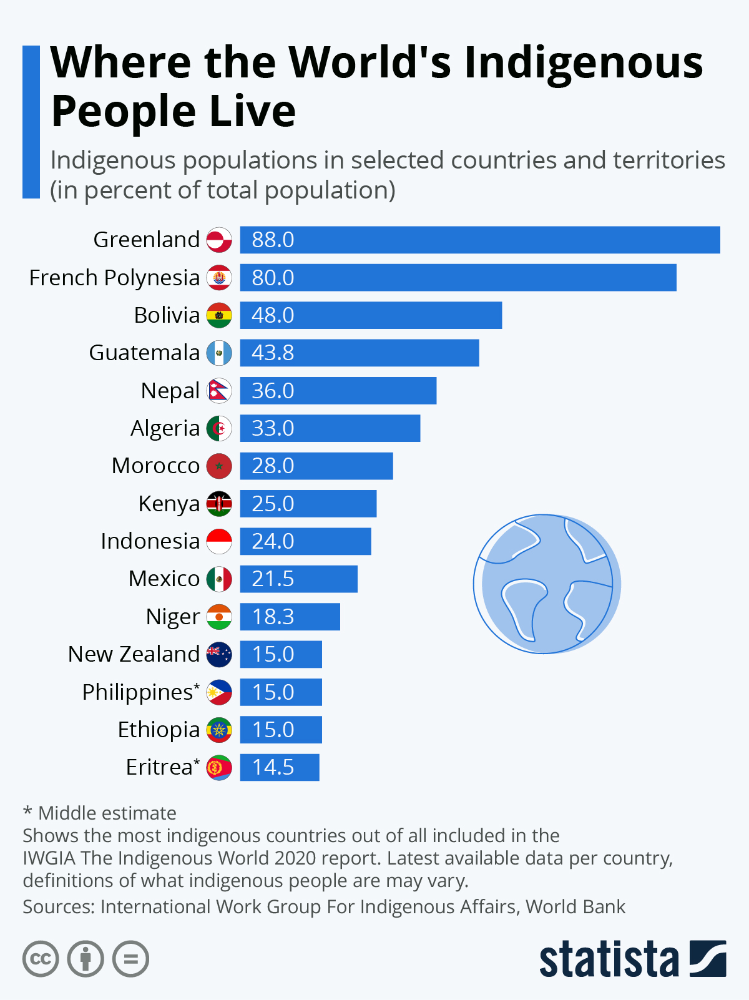 Where the World's Indigenous
People Live
Indigenous populations in selected countries and territories
(in percent of total population)
Greenland 88.0
French Polynesia 80.0
Bolivia 48.0
Guatemala 43.8
Nepal 36.0
Algeria 33.0
Morocco 28.0
Kenya 25.0
Indonesia 24.0
Mexico 21.5
Niger 18.3
New Zealand 15.0
Philippines* 15.0
Ethiopia 15.0
Eritrea* 14.5
* Middle estimate
Shows the most indigenous countries out of all included in the
IWGIA The Indigenous World 2020 report. Latest available data per country,
definitions of what indigenous people are may vary.
Sources: International Work Group For Indigenous Affairs, World Bank
cc =
statista